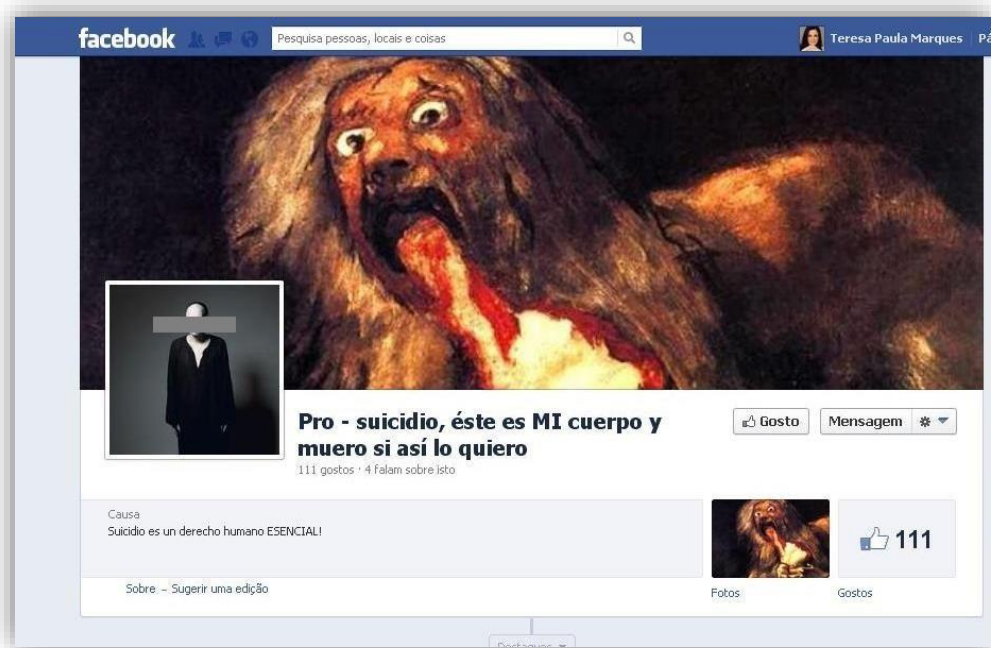 facebook
Pesquisa pessoas, locais e coisas
Teresa Paula Marques
Pá
Pro - suicidio, éste es MI cuerpo y
muero si así lo quiero
111 gostos · 4 falam sobre isto
Gosto
Mensagem
Causa
Suicidio es un derecho humano ESENCIAL!
111
Sobre – Sugerir uma edição
Fotos
Gostos
Destaques